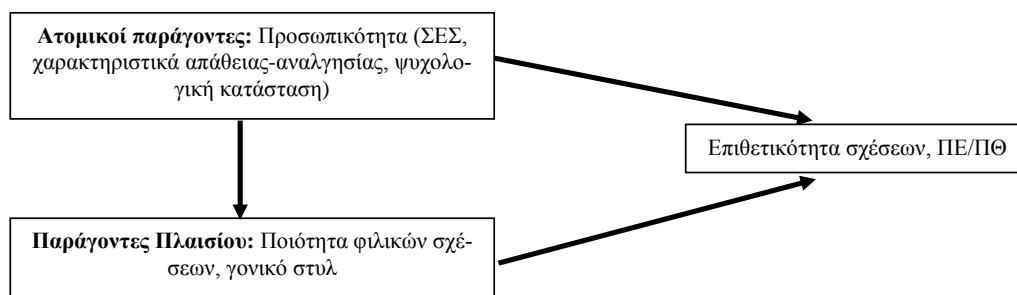 Ατομικοί παράγοντες: Προσωπικότητα (ΣΕΣ,
χαρακτηριστικά απάθειας-αναλγησίας, ψυχολο-
γική κατάσταση)
Επιθετικότητα σχέσεων, ΠΕ/ΠΘ
Παράγοντες Πλαισίου: Ποιότητα φιλικών σχέ-
σεων, γονικό στυλ